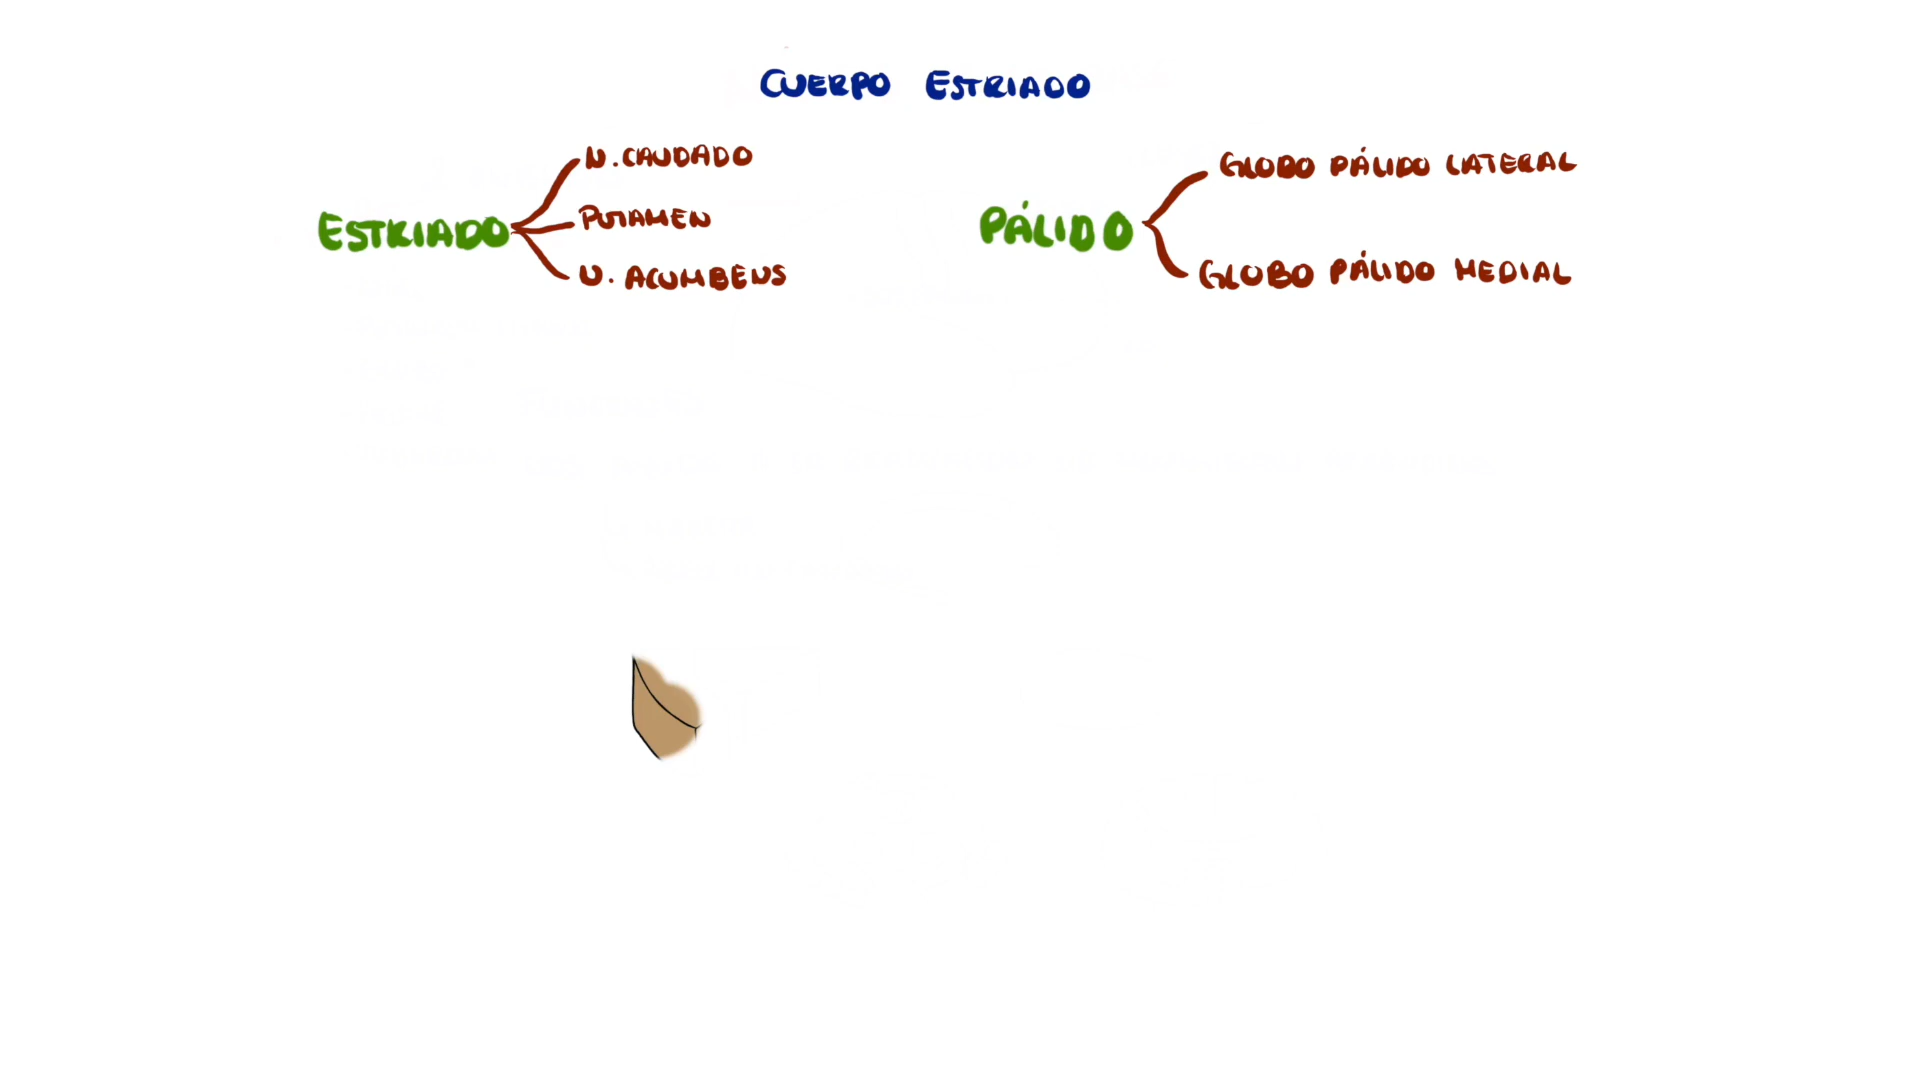 CUERPO ESTRIADO
ESTRIADO
N. CAUDADO
PUTAMEN
N. ACUMBENS
PÁLIDO
GLOBO PÁLIDO LATERAL
GLOBO PÁLIDO MEDIAL